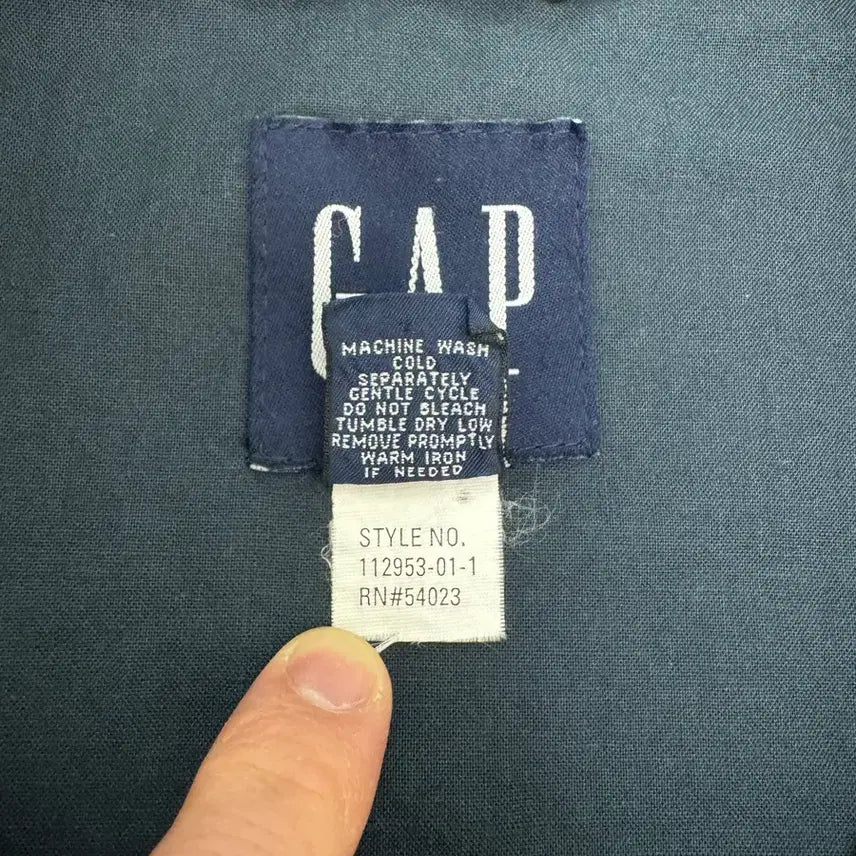 GAP
MACHINE WASH
COLD
SEPARATELY
GENTLE CYCLE
DO NOT BLEACH
TUMBLE DRY LOW
REMOVE PROMPTLY
WARM IRON
IF NEEDED
STYLE NO.
112953-01-1
RN#54023